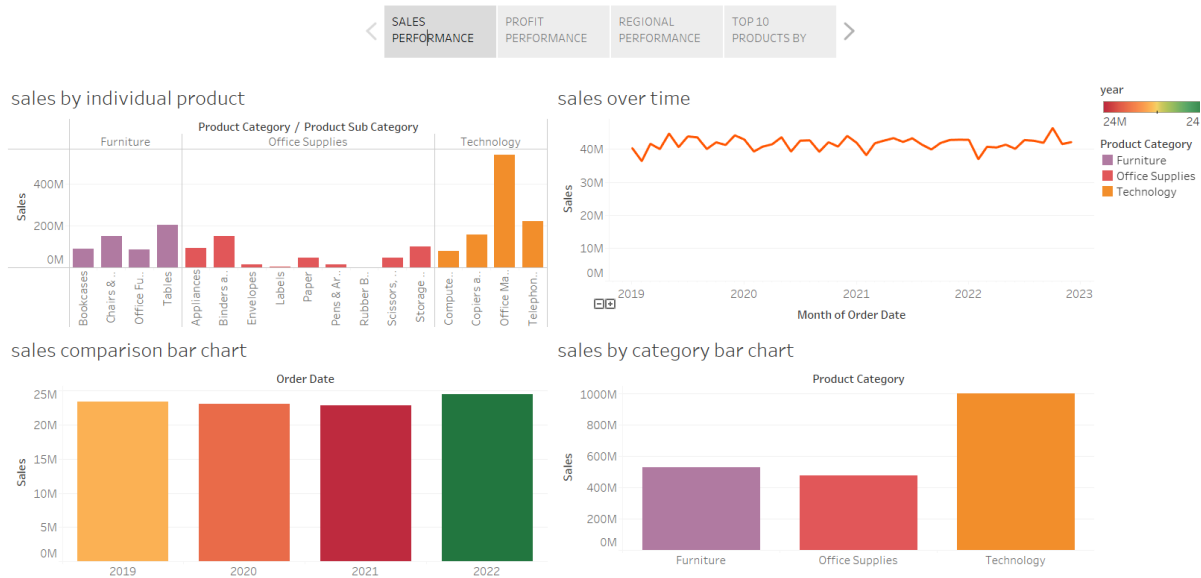 SALES
PERFORMANCE
PROFIT
PERFORMANCE
REGIONAL
PERFORMANCE
TOP 10
PRODUCTS BY
sales by individual product
Product Category / Product Sub Category
Furniture
Office Supplies
Technology
Sales
400M
200M
0M
Bookcases
Chairs & ..
Office Fu..
Tables
Appliances
Binders a..
Envelopes
Labels
Paper
Pens & Ar..
Rubber B..
Scissors, ..
Storage ..
Compute..
Copiers a..
Office Ma..
Telephon..
sales over time
Sales
40M
30M
20M
10M
0M
2019
2020
2021
2022
2023
Month of Order Date
year
24M
24
Product Category
Furniture
Office Supplies
Technology
sales comparison bar chart
Order Date
Sales
25M
20M
15M
10M
5M
0M
2019
2020
2021
2022
sales by category bar chart
Product Category
Sales
1000M
800M
600M
400M
200M
0M
Furniture
Office Supplies
Technology